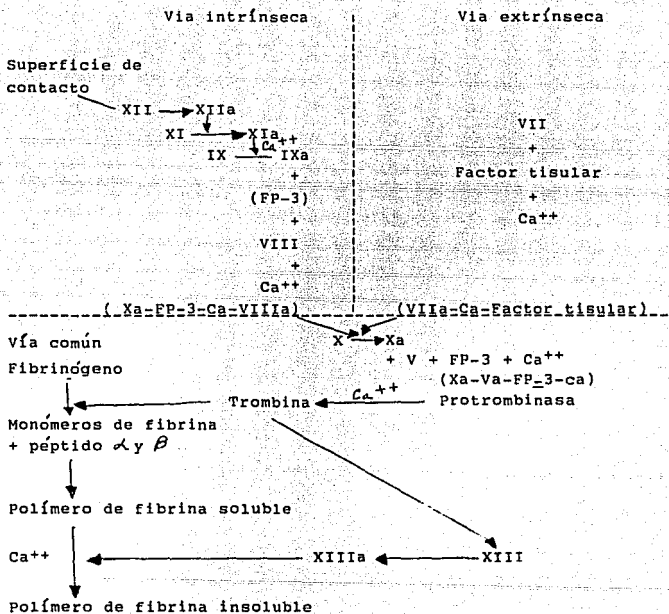 Via intrínseca
Via extrínseca
Superficie de
contacto
XII XIIa
XI XIa
Ca++
IX IXa
+
(FP-3)
+
VIII
+
Ca++
VII
+
Factor tisular
+
Ca++
( Xa-FP-3-Ca-VIIIa)
(VIIa-Ca-Factor tisular)
X Xa
Vía común
+ V + FP-3 + Ca++
Fibrinógeno
(Xa-Va-FP-3-ca)
Trombina Ca++ Protrombinasa
Monómeros de fibrina
+ péptido α y β
Polímero de fibrina soluble
Ca++ XIIIa XIII
Polímero de fibrina insoluble